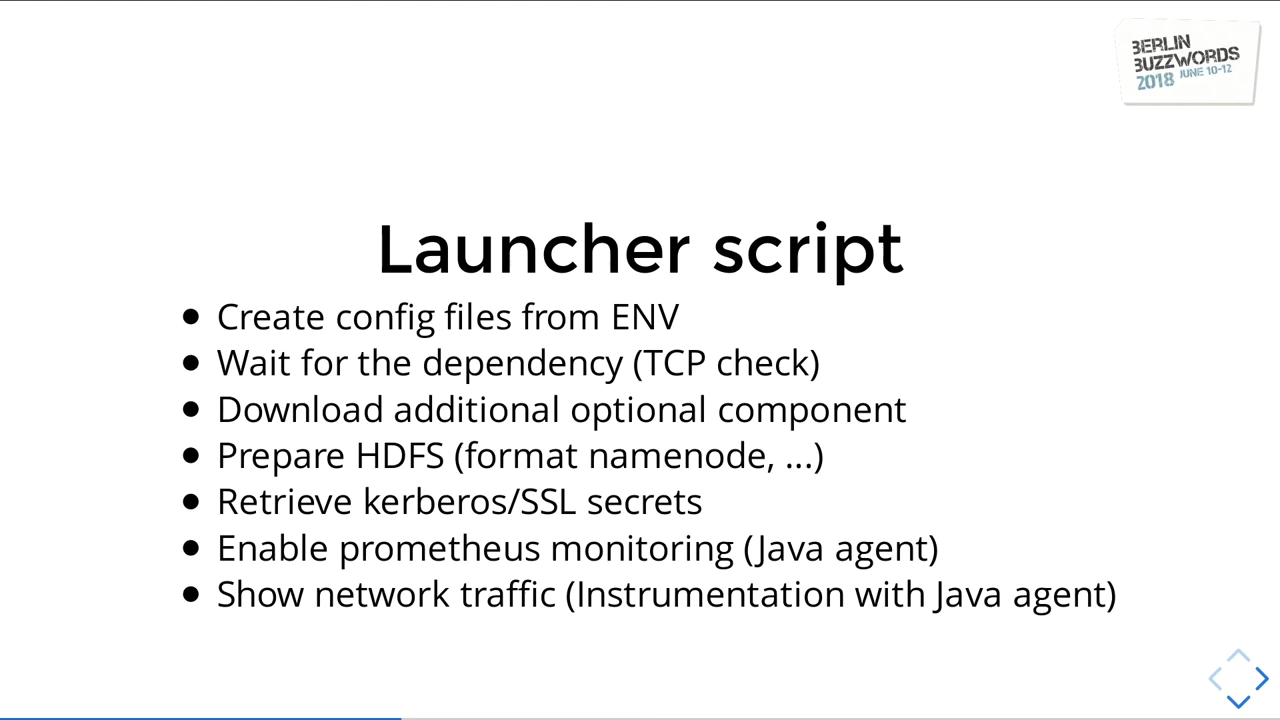 BERLIN
BUZZWORDS
2018 JUNE 10-12
Launcher script
Create config files from ENV
Wait for the dependency (TCP check)
Download additional optional component
Prepare HDFS (format namenode, ...)
Retrieve kerberos/SSL secrets
Enable prometheus monitoring (Java agent)
Show network traffic (Instrumentation with Java agent)